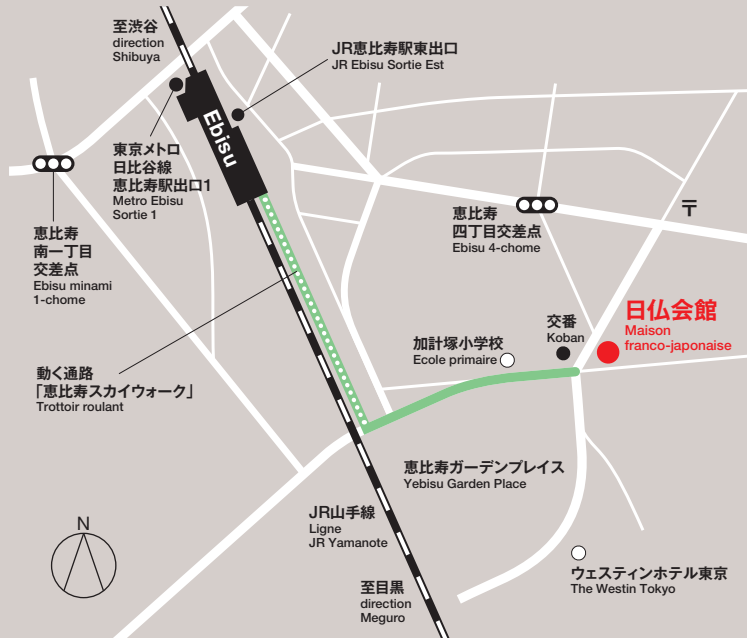 至渋谷
direction
Shibuya
JR恵比寿駅東出口
JR Ebisu Sortie Est
Ebisu
東京メトロ
日比谷線
恵比寿駅出口1
Metro Ebisu
Sortie 1
恵比寿
南一丁目
交差点
Ebisu minami
1-chome
恵比寿
四丁目交差点
Ebisu 4-chome
〒
日仏会館
Maison
franco-japonaise
交番
Koban
加計塚小学校
Ecole primaire
動く通路
「恵比寿スカイウォーク」
Trottoir roulant
恵比寿ガーデンプレイス
Yebisu Garden Place
JR山手線
Ligne
JR Yamanote
N
ウェスティンホテル東京
The Westin Tokyo
至目黒
direction
Meguro